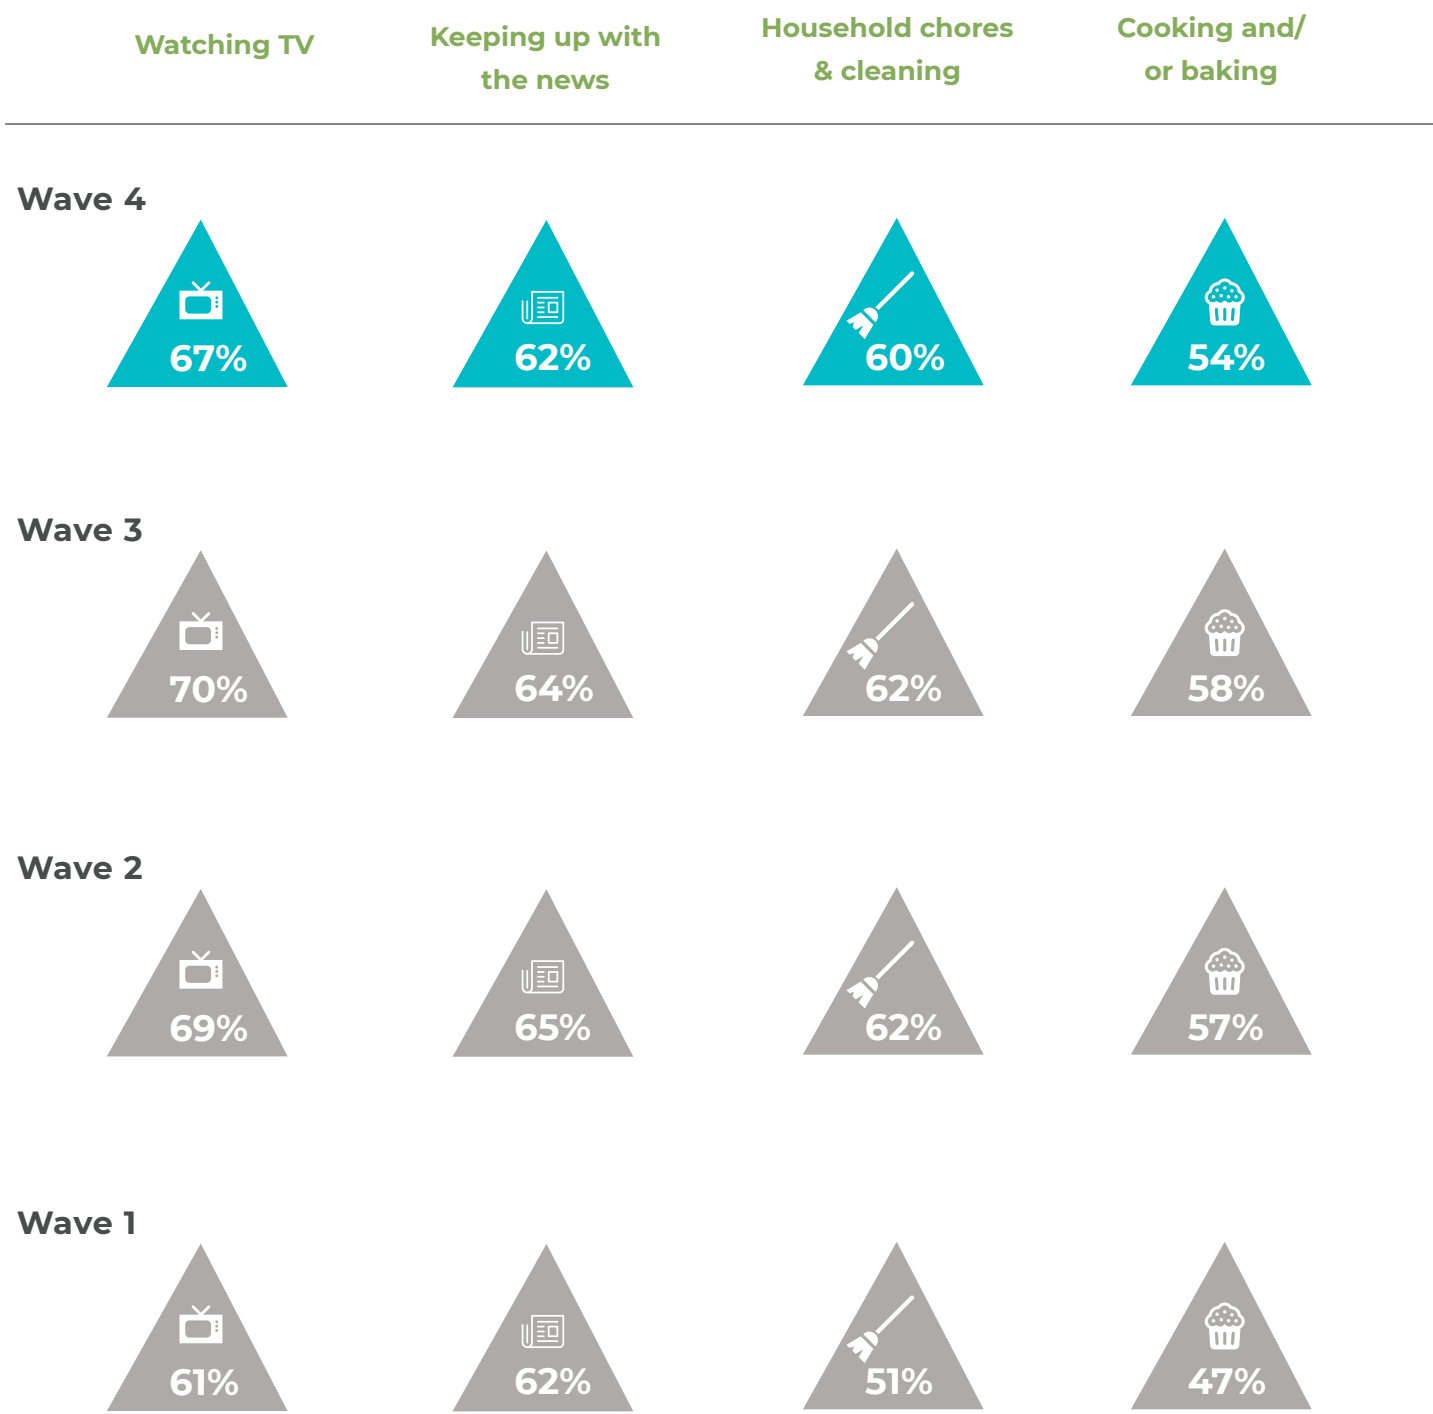 Watching TV
Keeping up with
the news
Household chores
& cleaning
Cooking and/
or baking
Wave 4
67%
62%
60%
54%
Wave 3
70%
64%
62%
58%
Wave 2
69%
65%
62%
57%
Wave 1
61%
62%
51%
47%